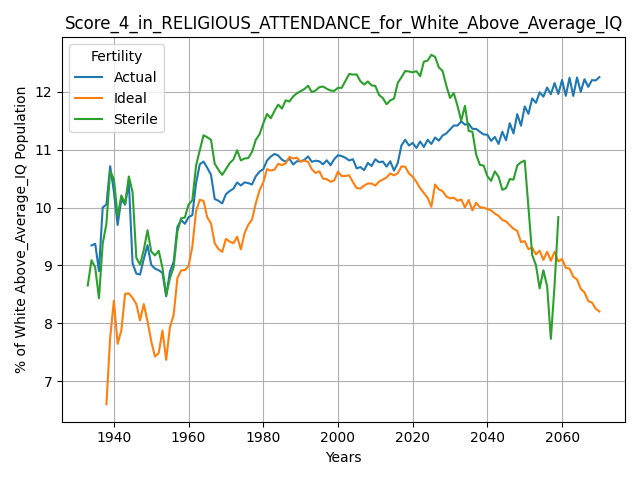 Score_4_in_RELIGIOUS_ATTENDANCE_for_White_Above_Average_IQ
Fertility
Actual
Ideal
Sterile
% of White Above_Average_IQ Population
12
11
10
9
8
7
1940
1960
1980
2000
2020
2040
2060
Years